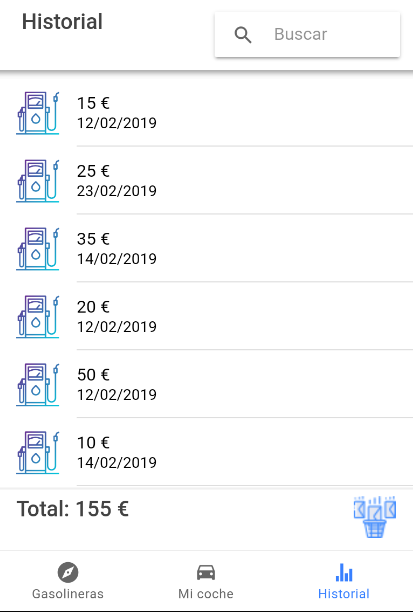 Historial
Buscar
15 €
12/02/2019
25 €
23/02/2019
35 €
14/02/2019
20 €
12/02/2019
50 €
12/02/2019
10 €
14/02/2019
Total: 155 €
Gasolineras
Mi coche
Historial